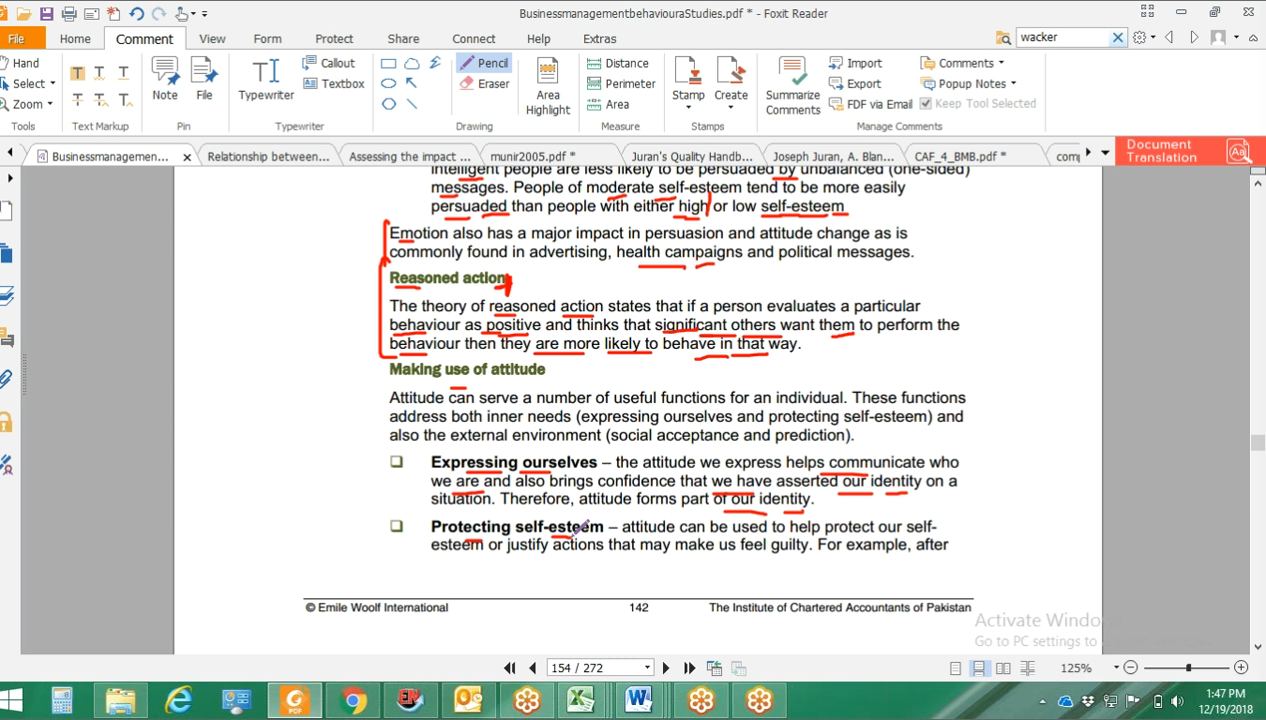 BusinessmanagementbehaviouraStudies.pdf * - Foxit Reader
File Home Comment View Form Protect Share Connect Help Extras wacker
Hand Callout Pencil Distance Import Comments
Select Textbox Eraser Perimeter Export Popup Notes
Zoom Note File Typewriter Area Highlight Area Stamp Create Summarize Comments FDF via Email Keep Tool Selected
Tools Text Markup Pin Typewriter Drawing Measure Stamps Manage Comments
Businessmanagemen... Relationship between... Assessing the impact ... munir2005.pdf * Juran's Quality Handb... Joseph Juran, A. Blan... CAF_4_BMB.pdf * Document Translation
intelligent people are less likely to be persuaded by unbalanced (one-sided)
messages. People of moderate self-esteem tend to be more easily
persuaded than people with either high or low self-esteem
Emotion also has a major impact in persuasion and attitude change as is
commonly found in advertising, health campaigns and political messages.
Reasoned action
The theory of reasoned action states that if a person evaluates a particular
behaviour as positive and thinks that significant others want them to perform the
behaviour then they are more likely to behave in that way.
Making use of attitude
Attitude can serve a number of useful functions for an individual. These functions
address both inner needs (expressing ourselves and protecting self-esteem) and
also the external environment (social acceptance and prediction).
Expressing ourselves – the attitude we express helps communicate who
we are and also brings confidence that we have asserted our identity on a
situation. Therefore, attitude forms part of our identity.
Protecting self-esteem – attitude can be used to help protect our self-
esteem or justify actions that may make us feel guilty. For example, after
© Emile Woolf International 142 The Institute of Chartered Accountants of Pakistan
Activate Windo
Go to PC settings to
154 / 272 125%
1:47 PM
12/19/2018